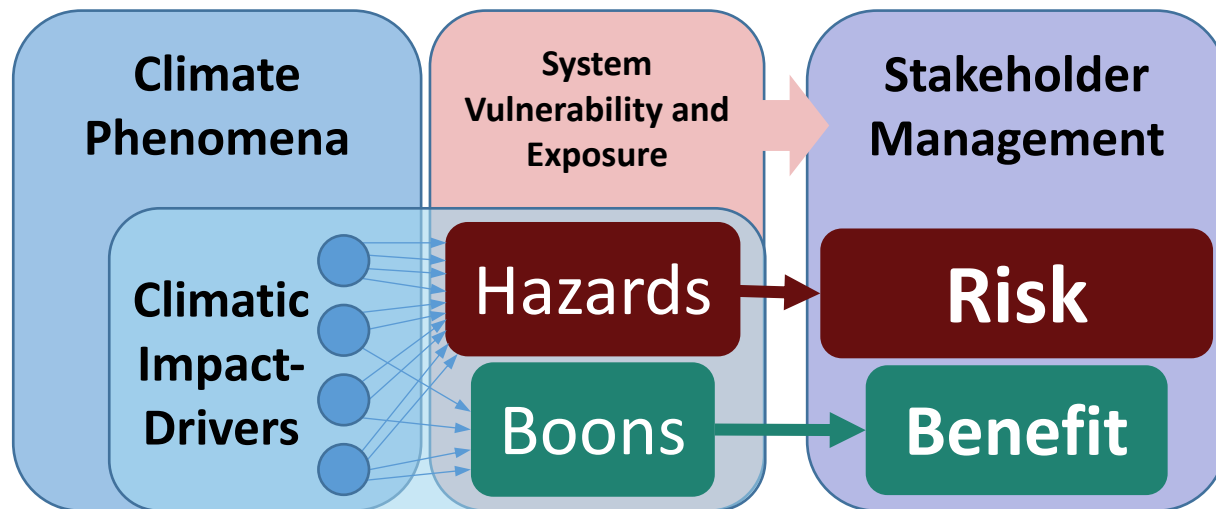 Climate
Phenomena
System
Vulnerability and
Exposure
Stakeholder
Management
Climatic
Impact-
Drivers
Hazards
Risk
Boons
Benefit